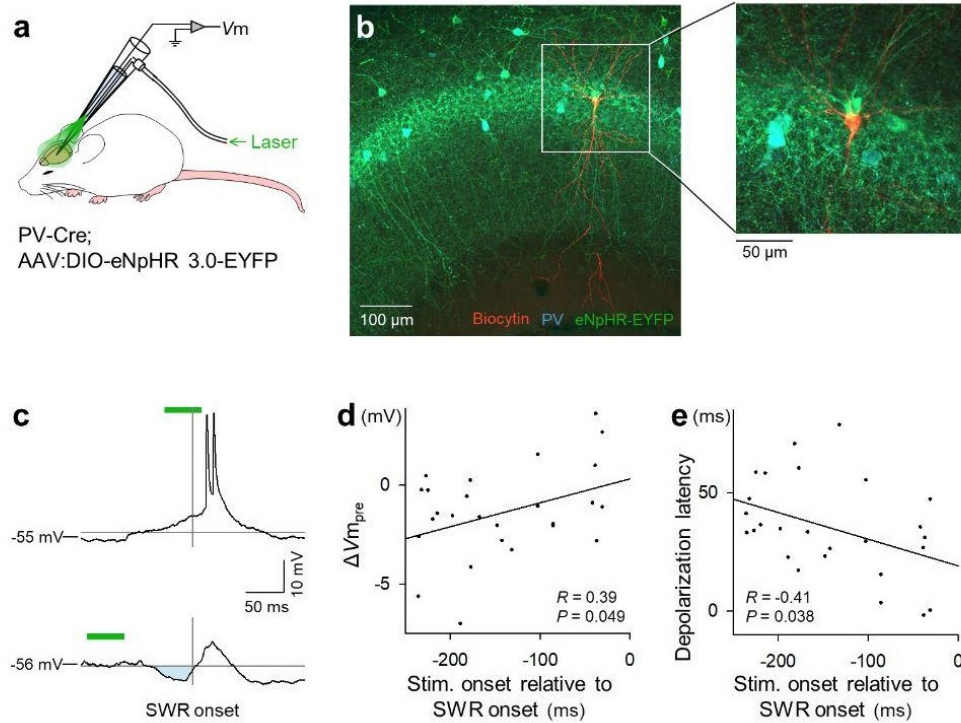 a
Vm
Laser
PV-Cre;
AAV:DIO-eNpHR 3.0-EYFP
b
100 µm
Biocytin PV eNpHR-EYFP
50 µm
c
-55 mV
10 mV
50 ms
-56 mV
SWR onset
d (mV)
ΔVm pre
0
-5
R = 0.39
P = 0.049
-200 -100 0
Stim. onset relative to
SWR onset (ms)
e (ms)
Depolarization latency
50
0
R = -0.41
P = 0.038
-200 -100 0
Stim. onset relative to
SWR onset (ms)